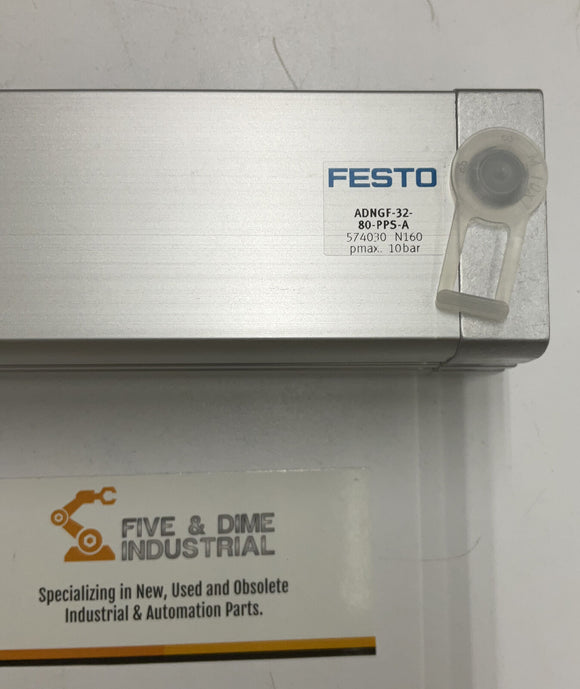 FESTO
ADNGF-32-
80-PPS-A
574030 N160
pmax. 10bar
FIVE & DIME
INDUSTRIAL
Specializing in New, Used and Obsolete
Industrial & Automation Parts.